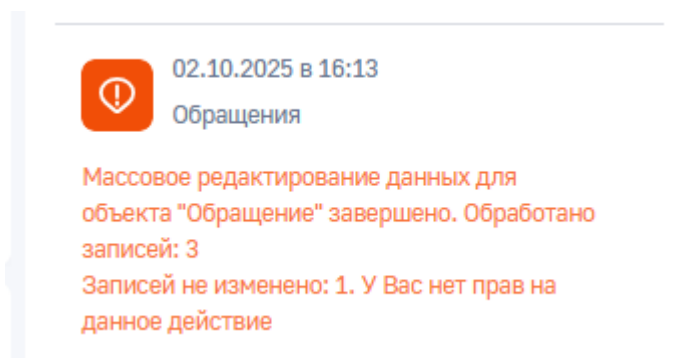 02.10.2025 в 16:13
Обращения
Массовое редактирование данных для
объекта "Обращение" завершено. Обработано
записей: 3
Записей не изменено: 1. У Вас нет прав на
данное действие